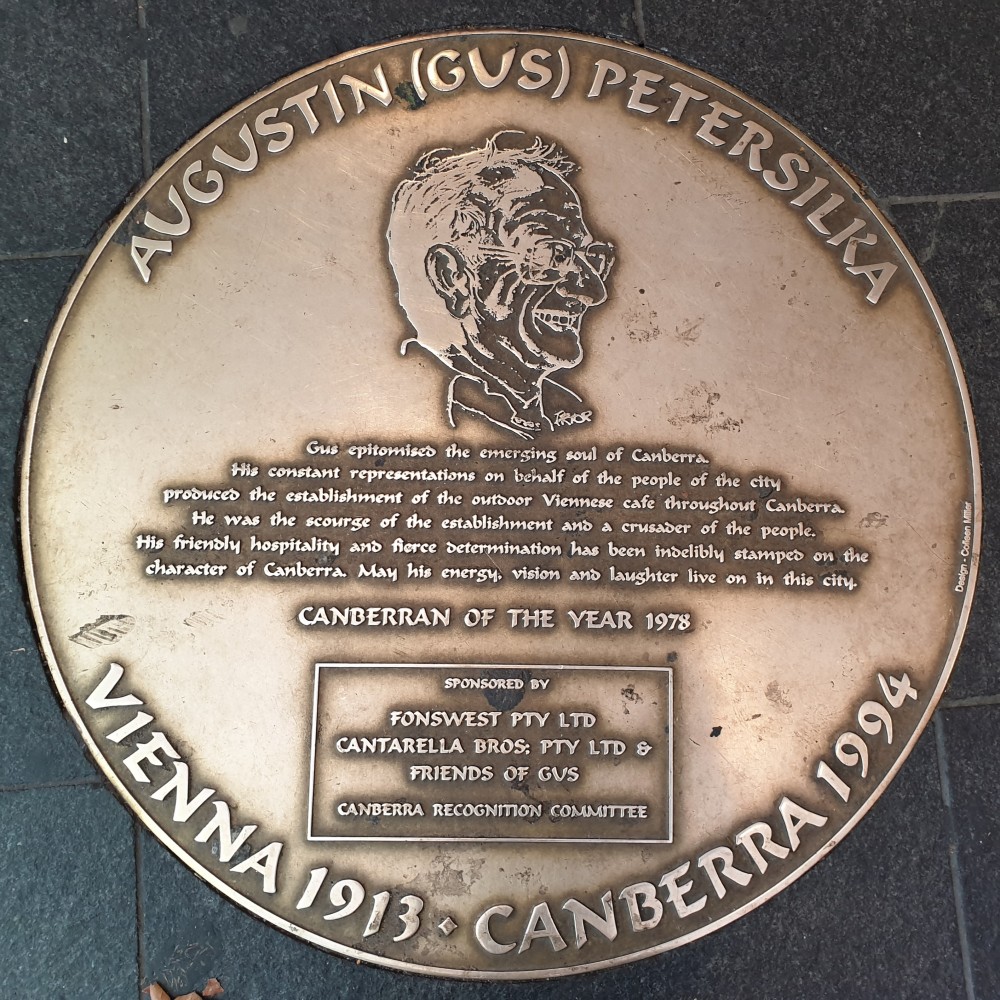 AUGUSTIN (GUS) PETERSILKA
PRYOR
Gus epitomised the emerging soul of Canberra.
His constant representations on behalf of the people of the city
produced the establishment of the outdoor Viennese cafe throughout Canberra.
He was the scourge of the establishment and a crusader of the people.
His friendly hospitality and fierce determination has been indelibly stamped on the
character of Canberra. May his energy, vision and laughter live on in this city.
CANBERRAN OF THE YEAR 1978
SPONSORED BY
FONSWEST PTY LTD
CANTARELLA BROS; PTY LTD &
FRIENDS OF GUS
CANBERRA RECOGNITION COMMITTEE
VIENNA 1913 · CANBERRA 1994
Design - Colleen Miller